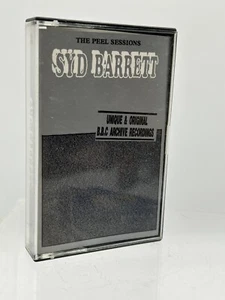 THE PEEL SESSIONS
SYD BARRETT
UNIQUE & ORIGINAL
B.B.C ARCHIVE RECORDINGS